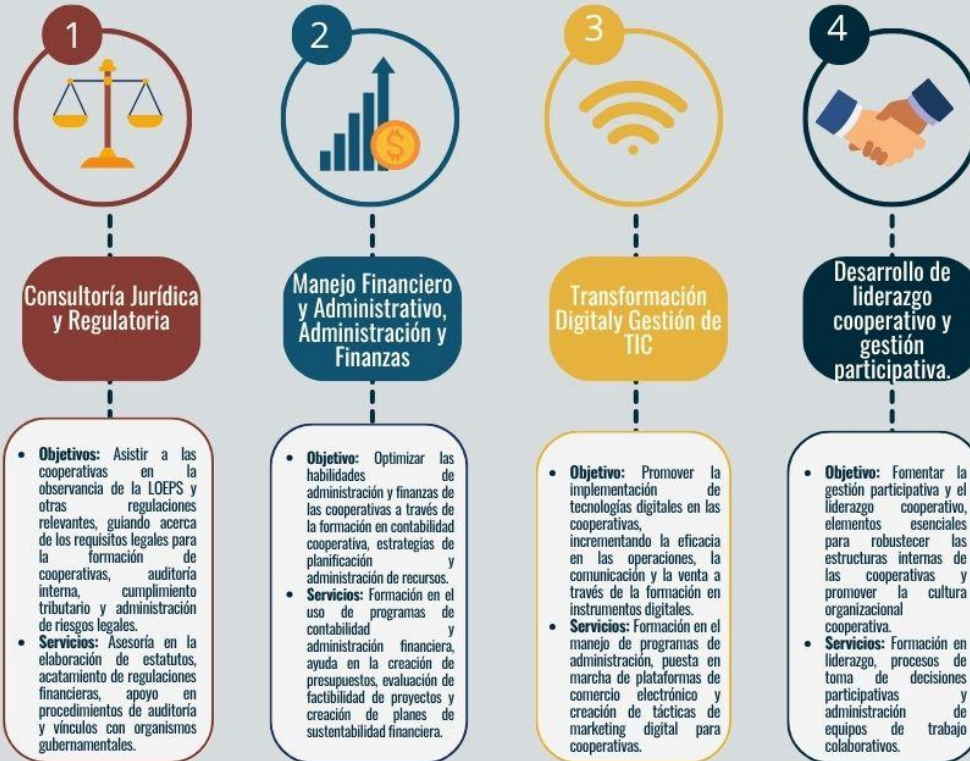 1
Consultoría Jurídica
y Regulatoria
• Objetivos: Asistir a las
cooperativas en la
observancia de la LOEPS y
otras regulaciones
relevantes, guiando acerca
de los requisitos legales para
la formación de
cooperativas, auditoría
interna, cumplimiento
tributario y administración
de riesgos legales.
• Servicios: Asesoría en la
elaboración de estatutos,
acatamiento de regulaciones
financieras, apoyo en
procedimientos de auditoría
y vínculos con organismos
gubernamentales.
2
$
Manejo Financiero
y Administrativo,
Administración y
Finanzas
• Objetivo: Optimizar las
habilidades de
administración y finanzas de
las cooperativas a través de
la formación en contabilidad
cooperativa, estrategias de
planificación y
administración de recursos.
• Servicios: Formación en el
uso de programas de
contabilidad y
administración financiera,
ayuda en la creación de
presupuestos, evaluación de
factibilidad de proyectos y
creación de planes de
sustentabilidad financiera.
3
Transformación
Digitaly Gestión de
TIC
• Objetivo: Promover la
implementación de
tecnologías digitales en las
cooperativas,
incrementando la eficacia
en las operaciones, la
comunicación y la venta a
través de la formación en
instrumentos digitales.
• Servicios: Formación en el
manejo de programas de
administración, puesta en
marcha de plataformas de
comercio electrónico y
creación de tácticas de
marketing digital para
cooperativas.
4
Desarrollo de
liderazgo
cooperativo y
gestión
participativa.
• Objetivo: Fomentar la
gestión participativa y el
liderazgo cooperativo,
elementos esenciales
para robustecer las
estructuras internas de
las cooperativas y
promover la cultura
organizacional
cooperativa.
• Servicios: Formación en
liderazgo, procesos de
toma de decisiones
participativas y
administración de
equipos de trabajo
colaborativos.